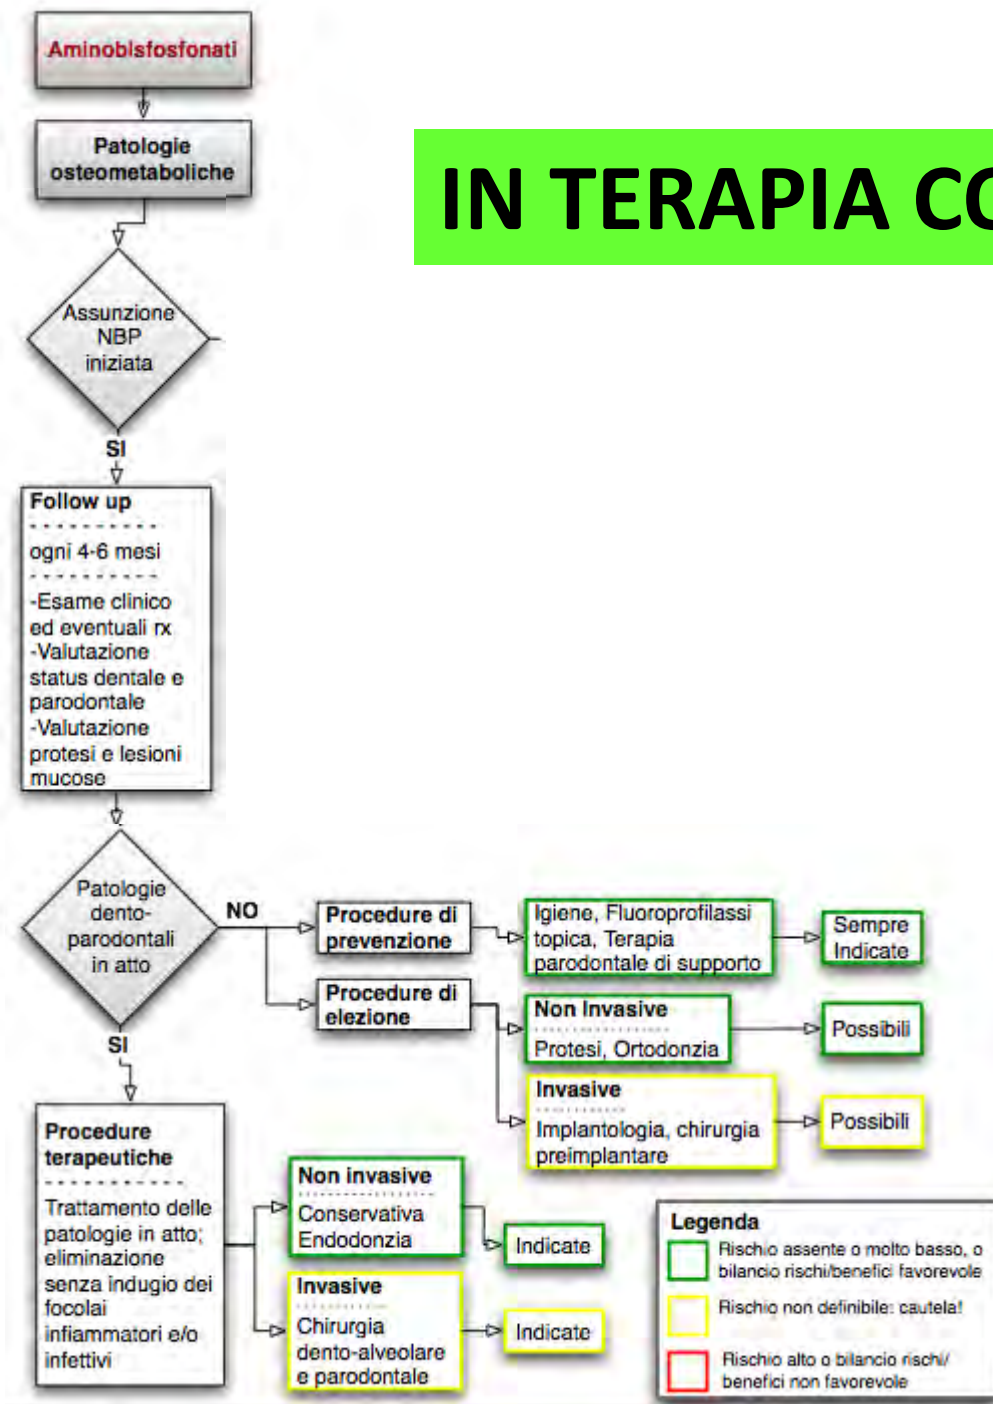 Aminobisfosfonati
Patologie
osteometaboliche
IN TERAPIA CO
Assunzione
NBP
iniziata
SI
Follow up
----------
ogni 4-6 mesi
----------
-Esame clinico
ed eventuali rx
-Valutazione
status dentale e
parodontale
-Valutazione
protesi e lesioni
mucose
Patologie
dento-
parodontali
in atto
NO
Procedure di
prevenzione
Igiene, Fluoroprofilassi
topica, Terapia
parodontale di supporto
Sempre
Indicate
Procedure di
elezione
Non Invasive
Protesi, Ortodonzia
Possibili
Invasive
Implantologia, chirurgia
preimplantare
Possibili
SI
Procedure
terapeutiche
-----------
Trattamento delle
patologie in atto;
eliminazione
senza indugio dei
focolai
infiammatori e/o
infettivi
Non invasive
Conservativa
Endodonzia
Indicate
Invasive
Chirurgia
dento-alveolare
e parodontale
Indicate
Legenda
Rischio assente o molto basso, o
bilancio rischi/benefici favorevole
Rischio non definibile: cautela!
Rischio alto o bilancio rischi/
benefici non favorevole